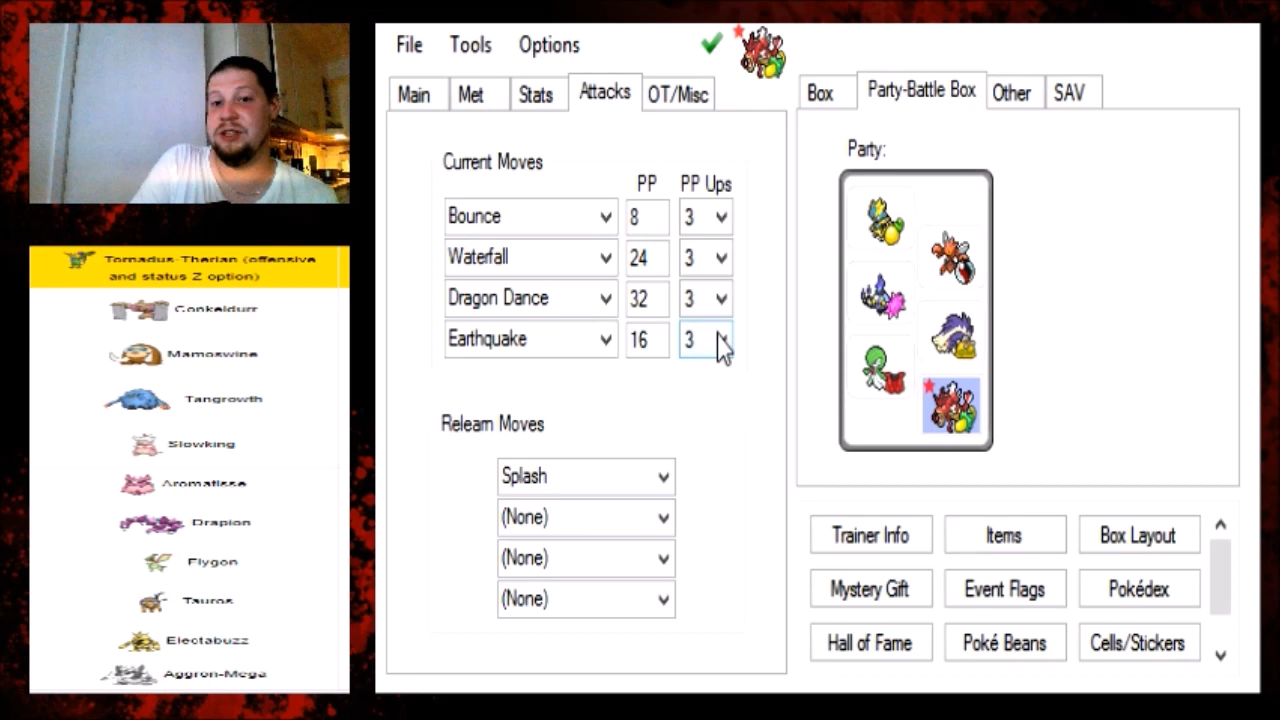 File Tools Options
Main Met Stats Attacks OT/Misc
Current Moves
PP PP Ups
Bounce 8 3
Waterfall 24 3
Dragon Dance 32 3
Earthquake 16 3
Relearn Moves
Splash
(None)
(None)
(None)
Box Party-Battle Box Other SAV
Party:
Trainer Info Items Box Layout
Mystery Gift Event Flags Pokédex
Hall of Fame Poké Beans Cells/Stickers
Tornadus-Therian (offensive
and status Z option)
Conkeldurr
Mamoswine
Tangrowth
Slowking
Aromatisse
Drapion
Flygon
Tauros
Electabuzz
Aggron-Mega